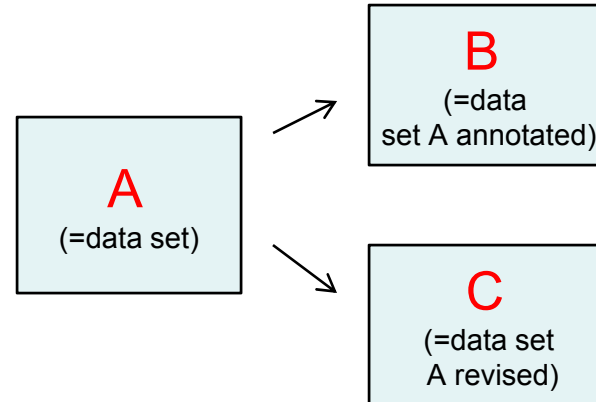 A
(=data set)
B
(=data
set A annotated)
C
(=data set
A revised)